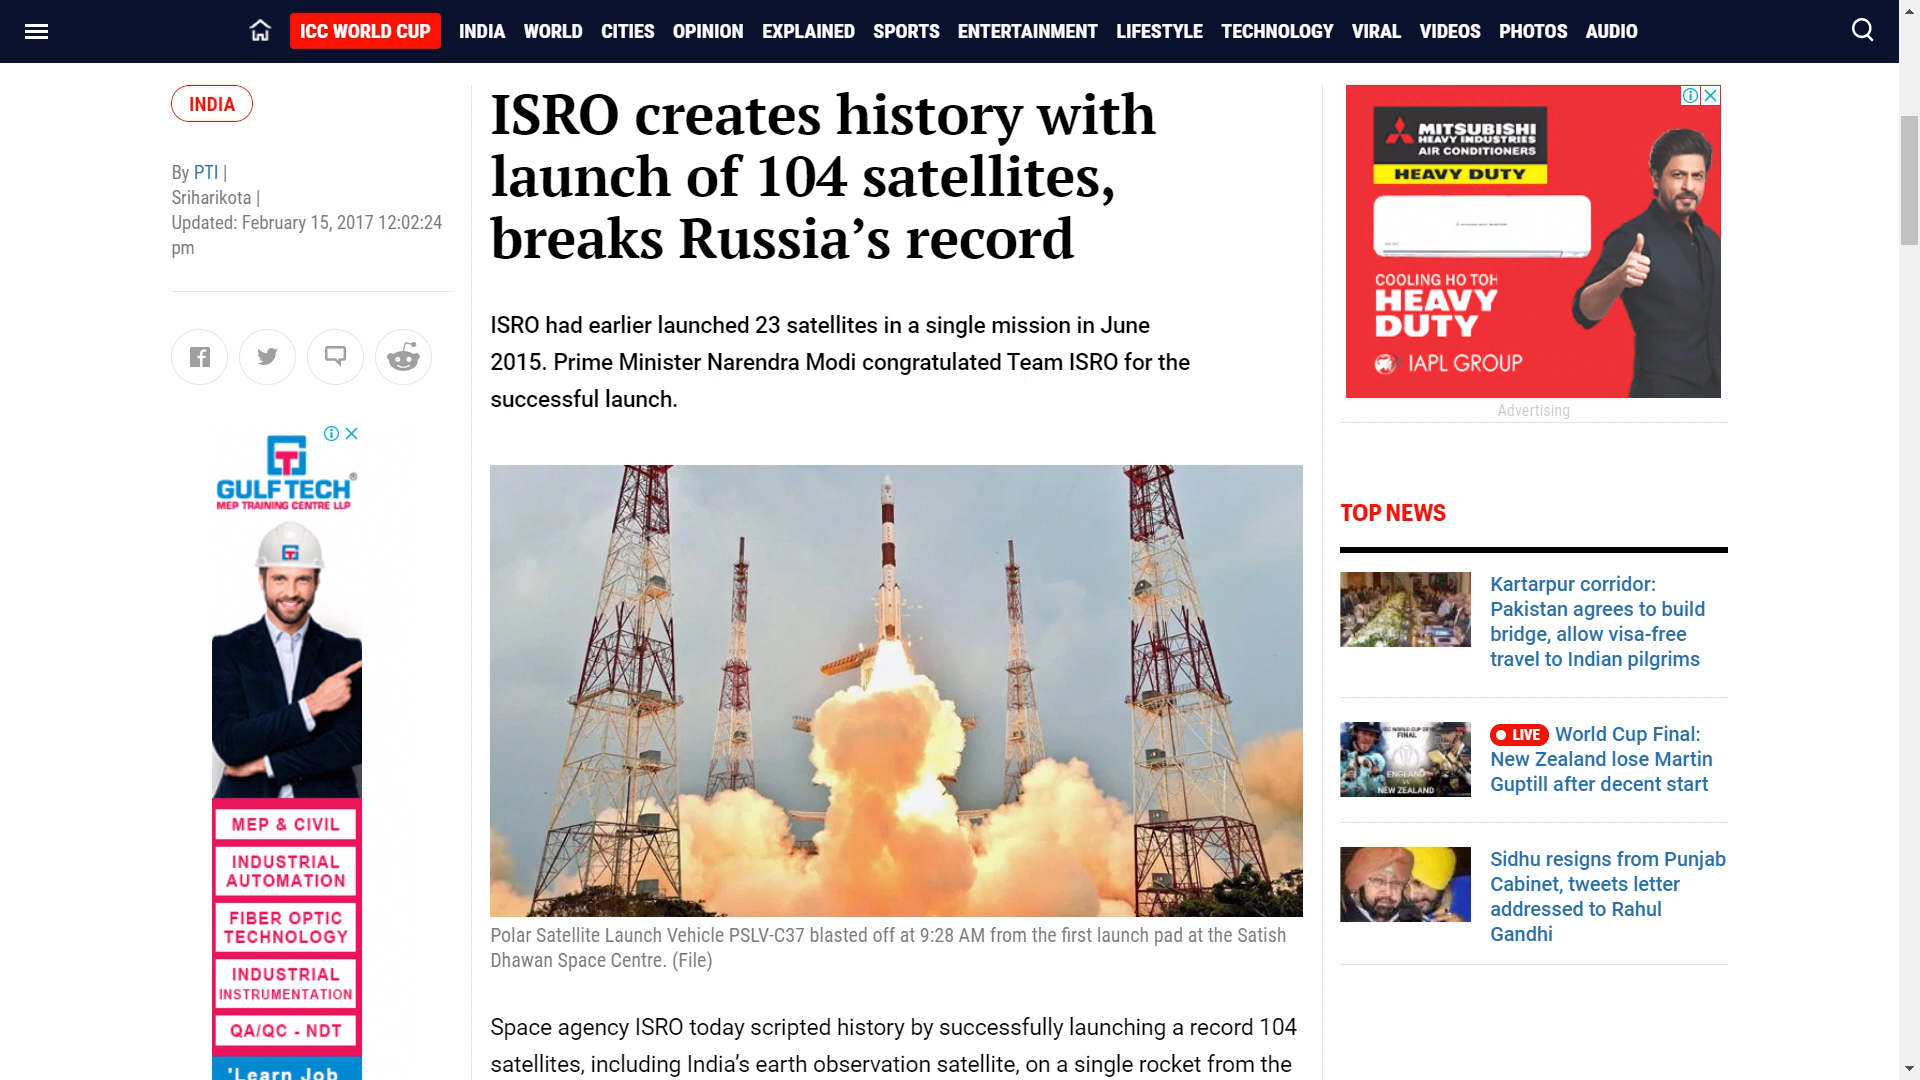 ICC WORLD CUP INDIA WORLD CITIES OPINION EXPLAINED SPORTS ENTERTAINMENT LIFESTYLE TECHNOLOGY VIRAL VIDEOS PHOTOS AUDIO
INDIA
By PTI |
Sriharikota |
Updated: February 15, 2017 12:02:24
pm
GULF TECH®
MEP TRAINING CENTRE LLP
MEP & CIVIL
INDUSTRIAL
AUTOMATION
FIBER OPTIC
TECHNOLOGY
INDUSTRIAL
INSTRUMENTATION
QA/QC - NDT
'Learn Job
ISRO creates history with
launch of 104 satellites,
breaks Russia’s record
ISRO had earlier launched 23 satellites in a single mission in June
2015. Prime Minister Narendra Modi congratulated Team ISRO for the
successful launch.
Polar Satellite Launch Vehicle PSLV-C37 blasted off at 9:28 AM from the first launch pad at the Satish
Dhawan Space Centre. (File)
Space agency ISRO today scripted history by successfully launching a record 104
satellites, including India’s earth observation satellite, on a single rocket from the
MITSUBISHI
HEAVY INDUSTRIES
AIR CONDITIONERS
HEAVY DUTY
COOLING HO TOH
HEAVY
DUTY
IAPL GROUP
Advertising
TOP NEWS
Kartarpur corridor:
Pakistan agrees to build
bridge, allow visa-free
travel to Indian pilgrims
FINAL
ENGLAND
NEW ZEALAND
LIVE World Cup Final:
New Zealand lose Martin
Guptill after decent start
Sidhu resigns from Punjab
Cabinet, tweets letter
addressed to Rahul
Gandhi